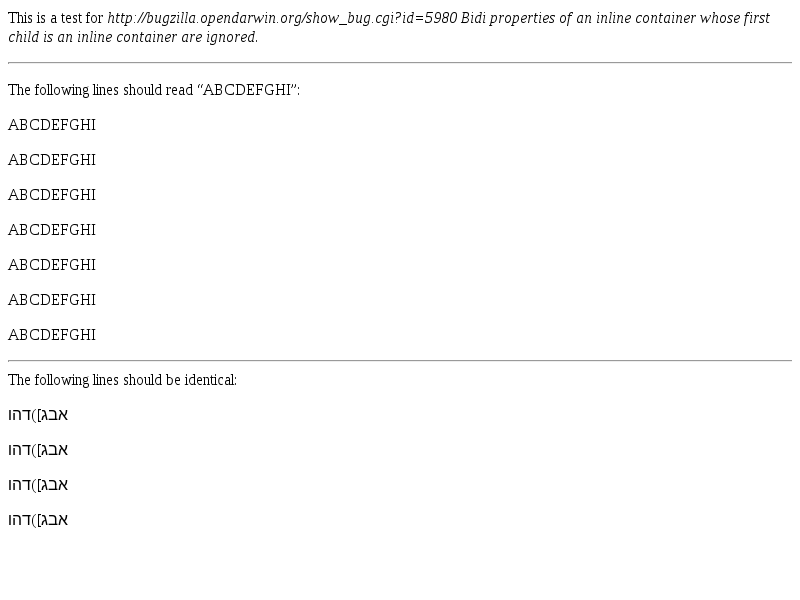 This is a test for http://bugzilla.opendarwin.org/show_bug.cgi?id=5980 Bidi properties of an inline container whose first
child is an inline container are ignored.
The following lines should read “ABCDEFGHI”:
ABCDEFGHI
ABCDEFGHI
ABCDEFGHI
ABCDEFGHI
ABCDEFGHI
ABCDEFGHI
ABCDEFGHI
The following lines should be identical:
אבג])דהו
אבג])דהו
אבג])דהו
אבג])דהו